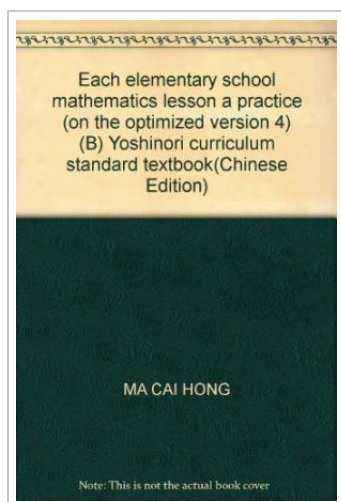 Each elementary school
mathematics lesson a practice
(on the optimized version 4)
(B) Yoshinori curriculum
standard textbook(Chinese
Edition)
MA CAI HONG
Note: This is not the actual book cover